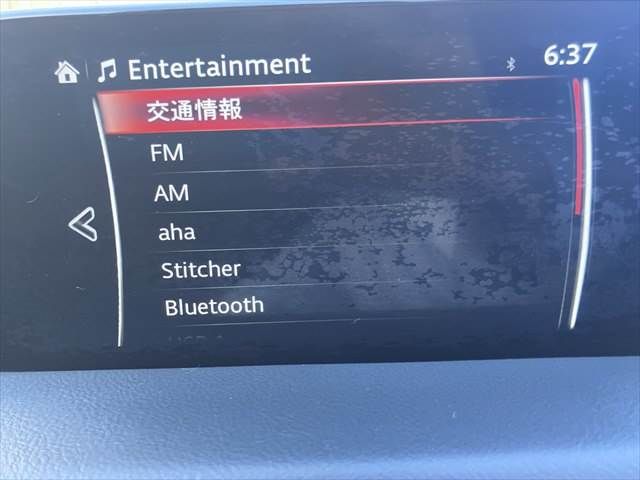 Entertainment 6:37
交通情報
FM
AM
aha
Stitcher
Bluetooth